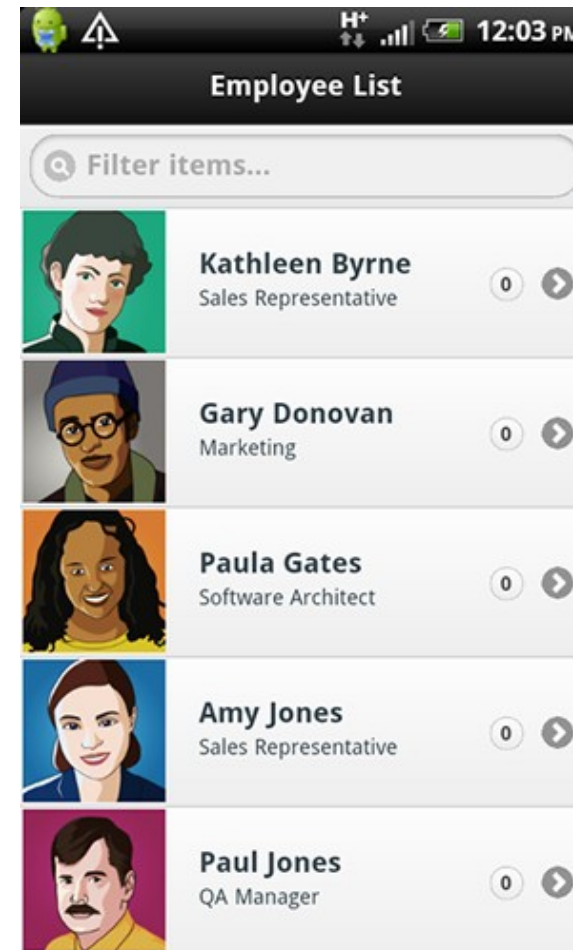 H+
12:03 PM
Employee List
Filter items...
Kathleen Byrne
Sales Representative
0
Gary Donovan
Marketing
0
Paula Gates
Software Architect
0
Amy Jones
Sales Representative
0
Paul Jones
QA Manager
0